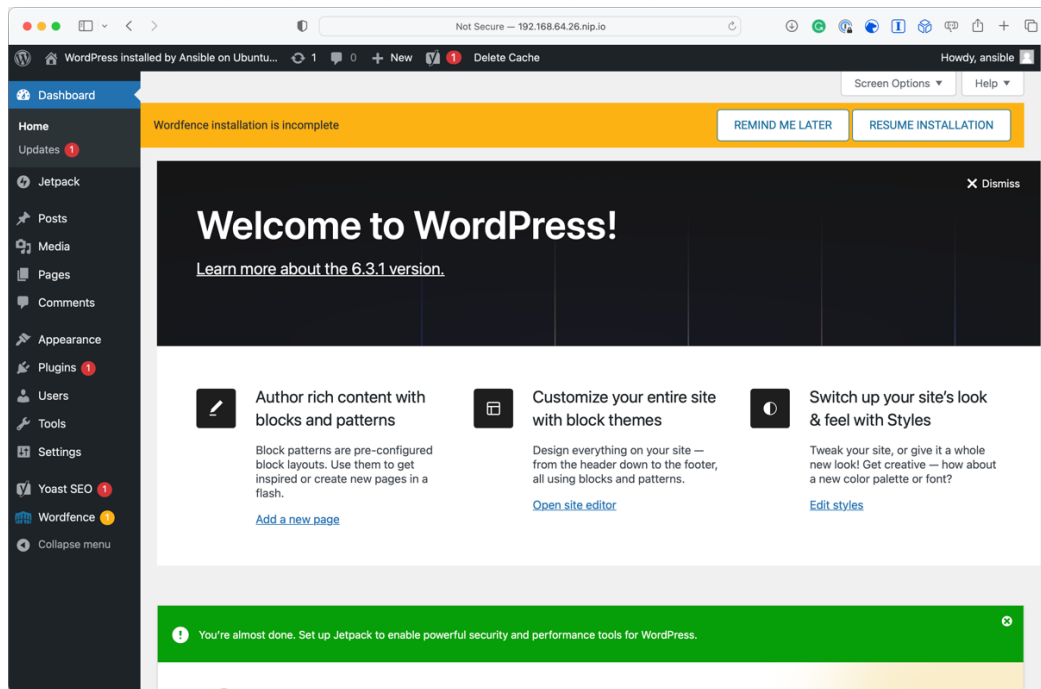 Not Secure — 192.168.64.26.nip.io
WordPress installed by Ansible on Ubuntu... 1 0 + New 1 Delete Cache Howdy, ansible
Screen Options ▼ Help ▼
Dashboard
Home
Updates 1
Jetpack
Posts
Media
Pages
Comments
Appearance
Plugins 1
Users
Tools
Settings
Yoast SEO 1
Wordfence 1
Collapse menu
Wordfence installation is incomplete
REMIND ME LATER RESUME INSTALLATION
Dismiss
Welcome to WordPress!
Learn more about the 6.3.1 version.
Author rich content with
blocks and patterns
Block patterns are pre-configured
block layouts. Use them to get
inspired or create new pages in a
flash.
Add a new page
Customize your entire site
with block themes
Design everything on your site —
from the header down to the footer,
all using blocks and patterns.
Open site editor
Switch up your site’s look
& feel with Styles
Tweak your site, or give it a whole
new look! Get creative — how about
a new color palette or font?
Edit styles
You’re almost done. Set up Jetpack to enable powerful security and performance tools for WordPress.